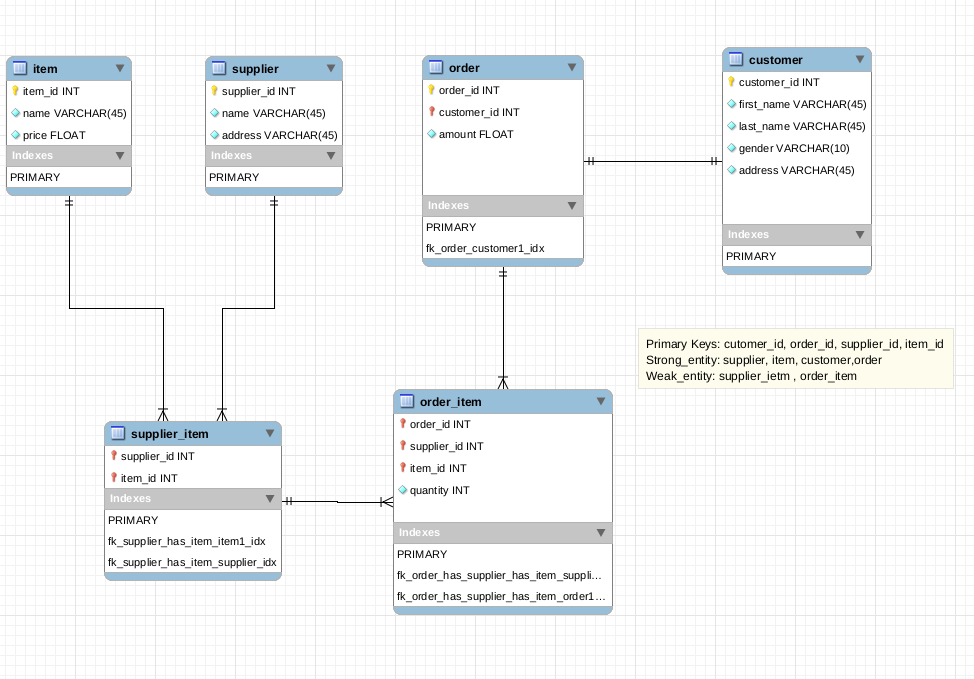 item
item_id INT
name VARCHAR(45)
price FLOAT
Indexes
PRIMARY
supplier
supplier_id INT
name VARCHAR(45)
address VARCHAR(45)
Indexes
PRIMARY
order
order_id INT
customer_id INT
amount FLOAT
Indexes
PRIMARY
fk_order_customer1_idx
customer
customer_id INT
first_name VARCHAR(45)
last_name VARCHAR(45)
gender VARCHAR(10)
address VARCHAR(45)
Indexes
PRIMARY
Primary Keys: cutomer_id, order_id, supplier_id, item_id
Strong_entity: supplier, item, customer,order
Weak_entity: supplier_ietm , order_item
supplier_item
supplier_id INT
item_id INT
Indexes
PRIMARY
fk_supplier_has_item_item1_idx
fk_supplier_has_item_supplier_idx
order_item
order_id INT
supplier_id INT
item_id INT
quantity INT
Indexes
PRIMARY
fk_order_has_supplier_has_item_suppli...
fk_order_has_supplier_has_item_order1...